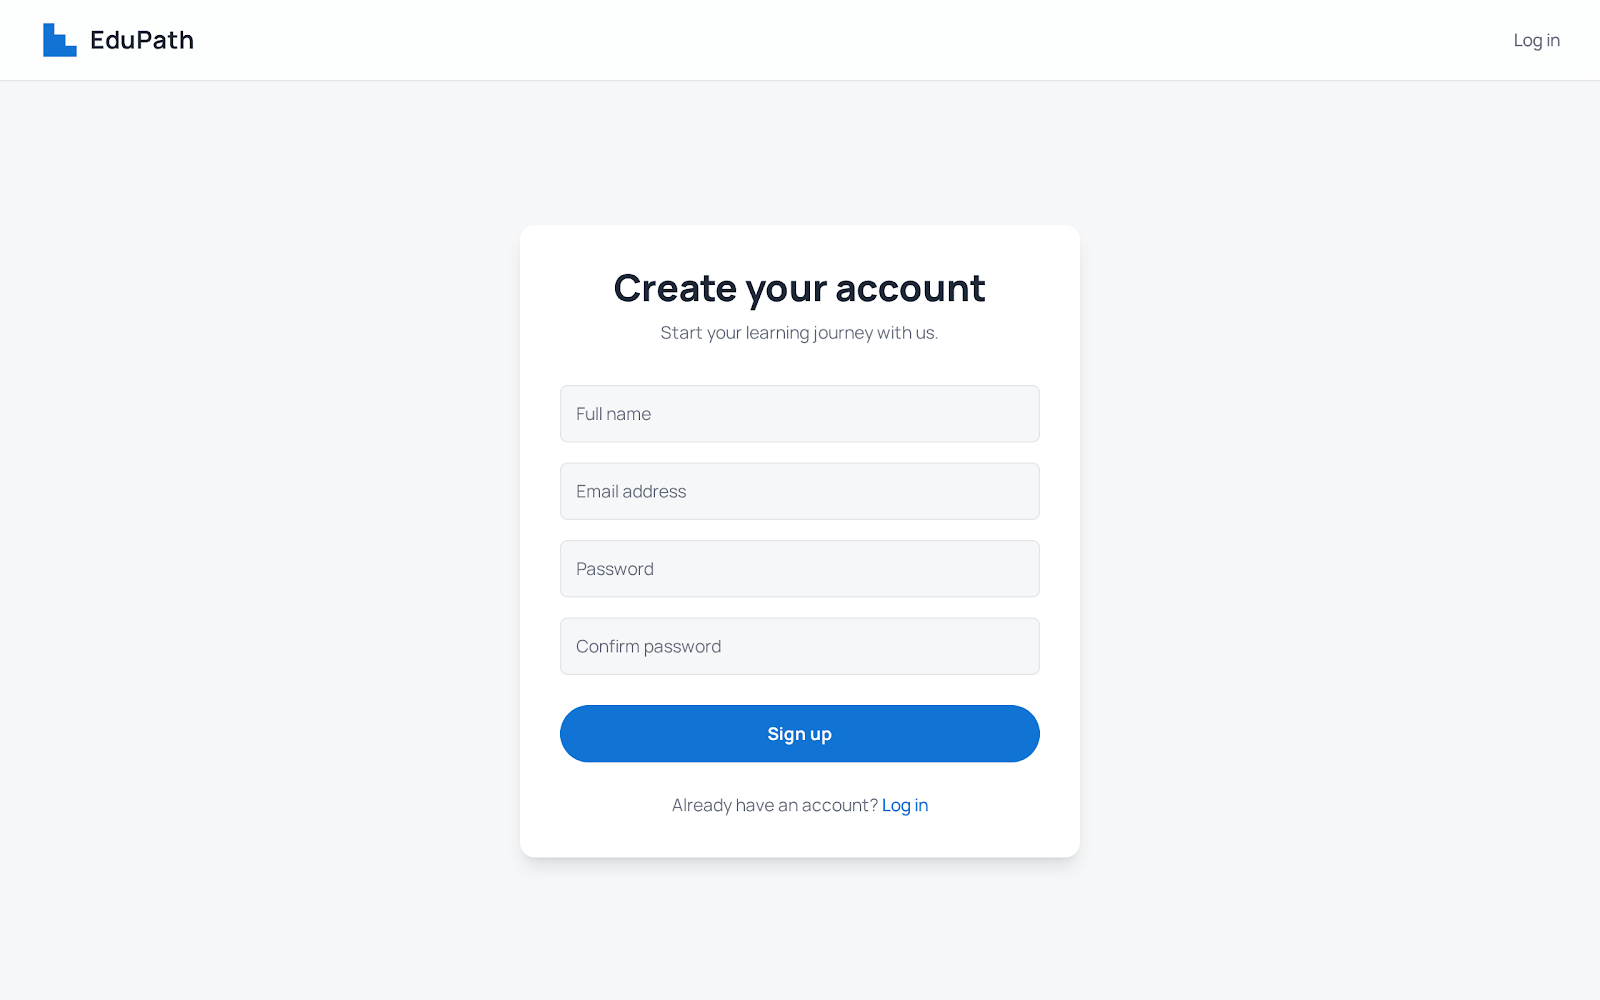 EduPath
Log in
Create your account
Start your learning journey with us.
Full name
Email address
Password
Confirm password
Sign up
Already have an account? Log in